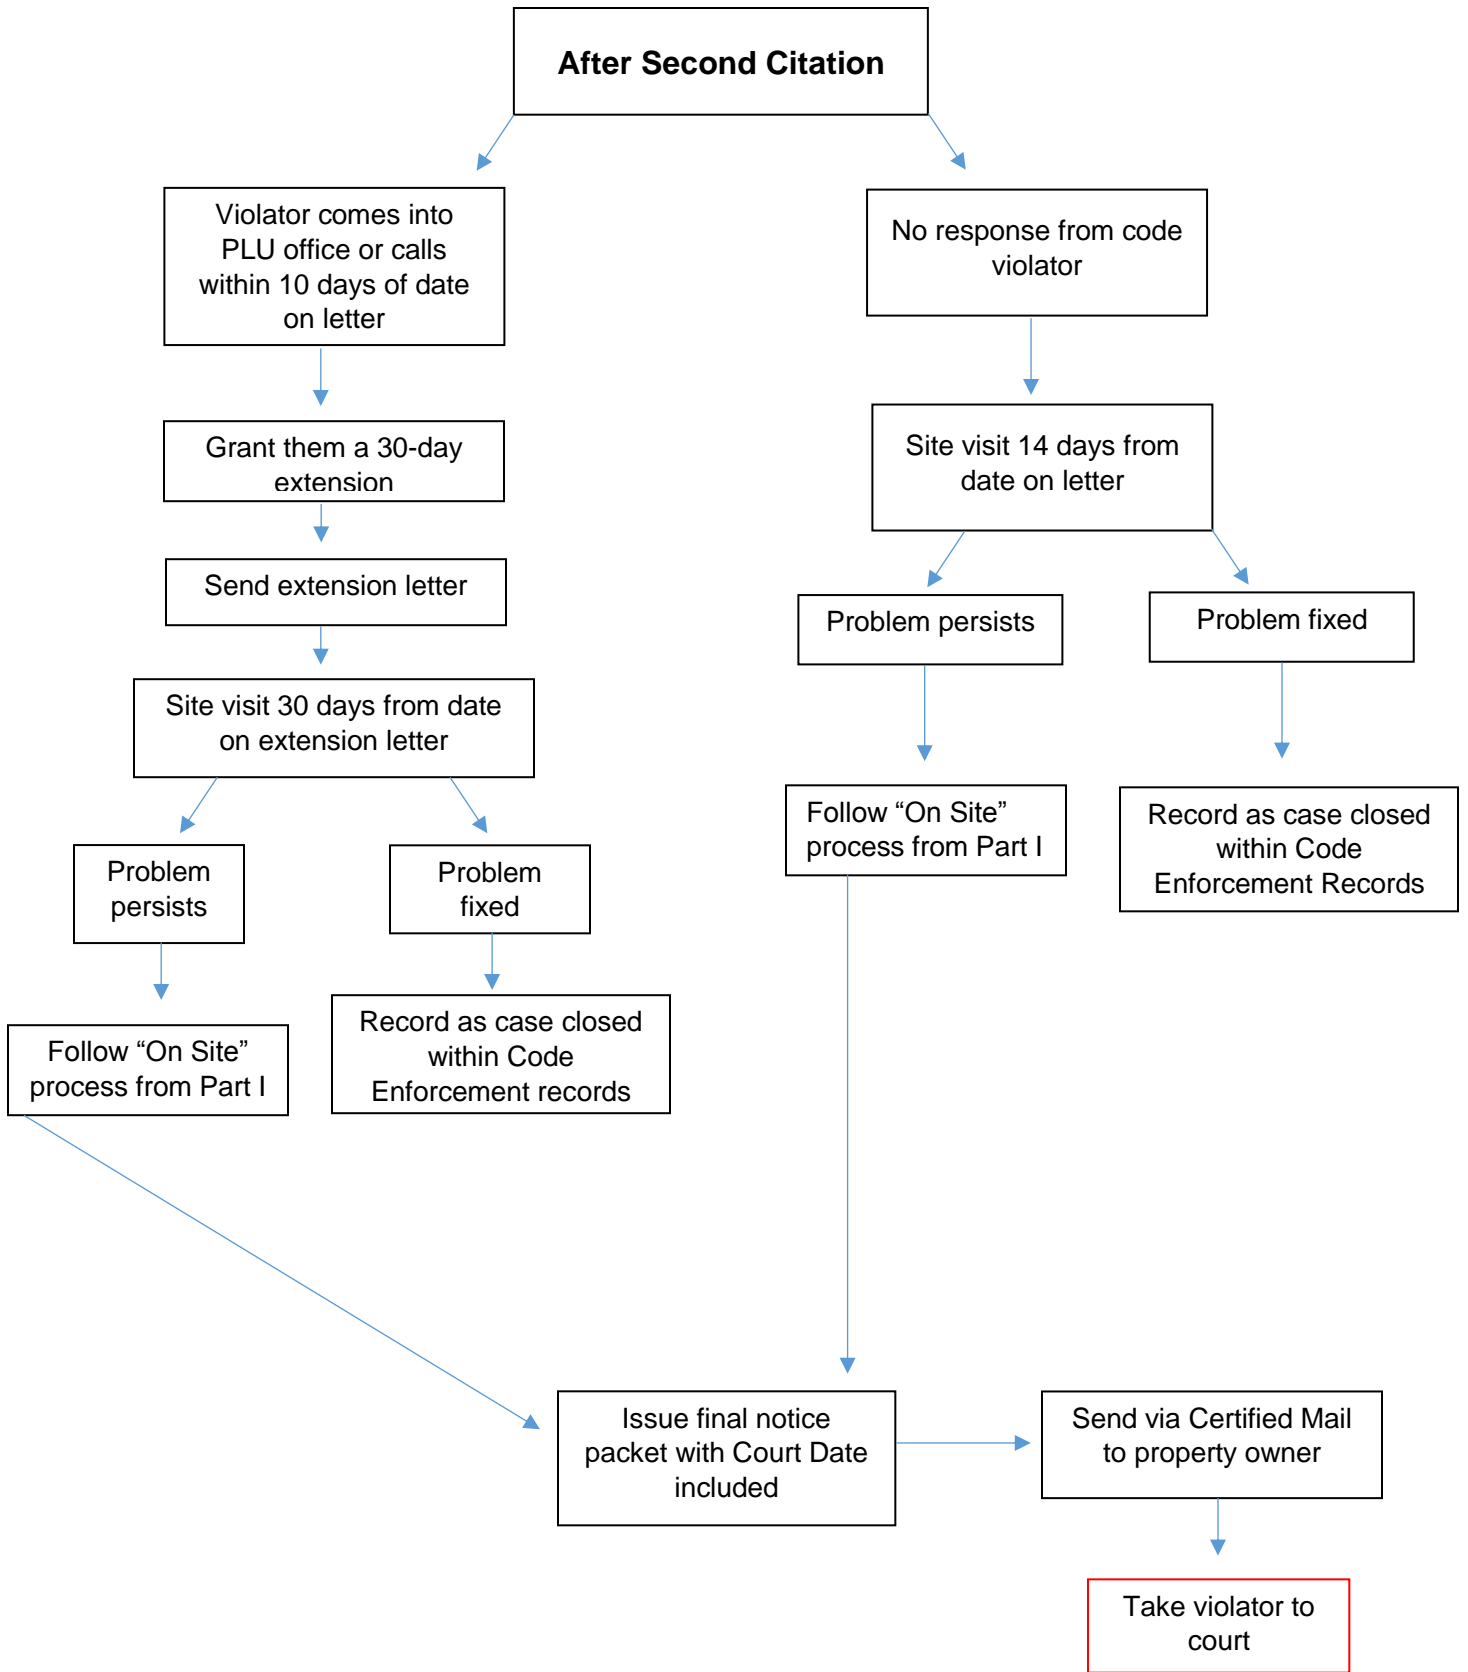 After Second Citation
Violator comes into
PLU office or calls
within 10 days of date
on letter
No response from code
violator
Grant them a 30-day
extension
Site visit 14 days from
date on letter
Send extension letter
Problem persists
Problem fixed
Site visit 30 days from date
on extension letter
Follow “On Site”
process from Part I
Record as case closed
within Code
Enforcement Records
Problem
persists
Problem
fixed
Follow “On Site”
process from Part I
Record as case closed
within Code
Enforcement records
Issue final notice
packet with Court Date
included
Send via Certified Mail
to property owner
Take violator to
court